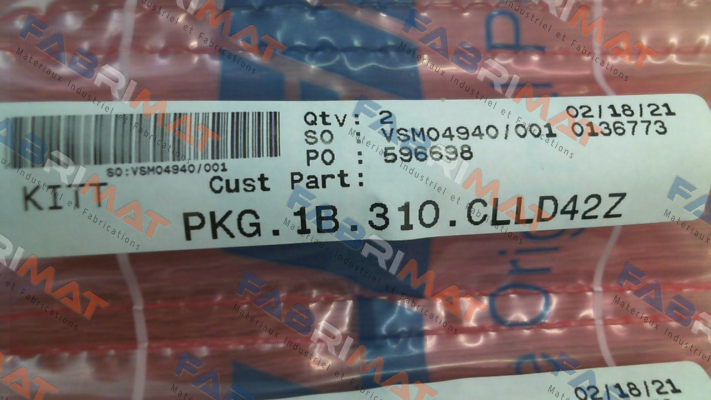 Qty: 2 02/18/21
SO : VSM04940/001 0136773
PO : 596698
SO:VSM04940/001
KITT Cust Part:
PKG.1B.310.CLLD42Z
02/18/21
FABRIMAT
Materiaux Industriel et Fabrications